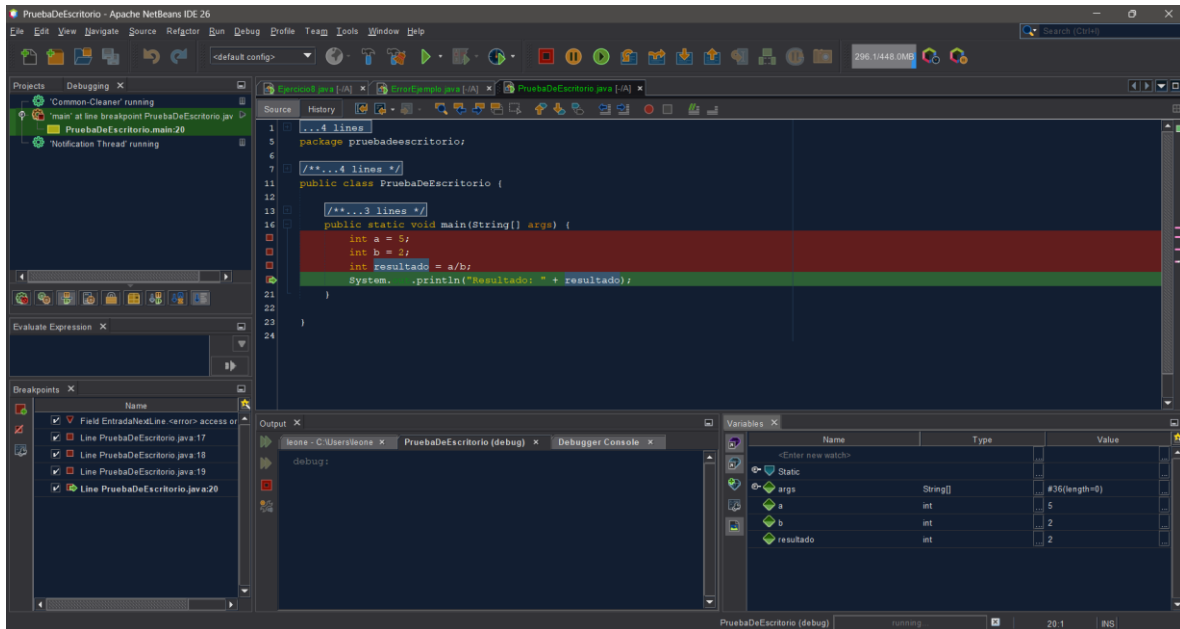 PruebaDeEscritorio - Apache NetBeans IDE 26
File Edit View Navigate Source Refactor Run Debug Profile Team Tools Window Help
Search (Ctrl+I)
<default config>
296.1/448.0MB
Projects Debugging
'Common-Cleaner' running
'main' at line breakpoint PruebaDeEscritorio.jav
PruebaDeEscritorio.main:20
'Notification Thread' running
Evaluate Expression
Breakpoints
Name
Field EntradaNextLine.<error> access or
Line PruebaDeEscritorio.java:17
Line PruebaDeEscritorio.java:18
Line PruebaDeEscritorio.java:19
Line PruebaDeEscritorio.java:20
Ejercicio8.java [-/A] ErrorEjemplo.java [-/A] PruebaDeEscritorio.java [-/A]
Source History
1 ...4 lines
5 package pruebadeescritorio;
6
7 /**...4 lines */
11 public class PruebaDeEscritorio {
12
13 /**...3 lines */
16 public static void main(String[] args) {
int a = 5;
int b = 2;
int resultado = a/b;
System. .println("Resultado: " + resultado);
21 }
22
23 }
24
Output
leone - C:\Users\leone PruebaDeEscritorio (debug) Debugger Console
debug:
Variables
Name Type Value
<Enter new watch>
Static
args String[] #36(length=0)
a int 5
b int 2
resultado int 2
PruebaDeEscritorio (debug) running... 20:1 INS